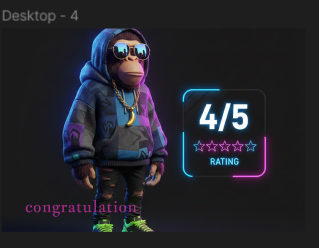 Desktop - 4
4/5
RATING
congratulation